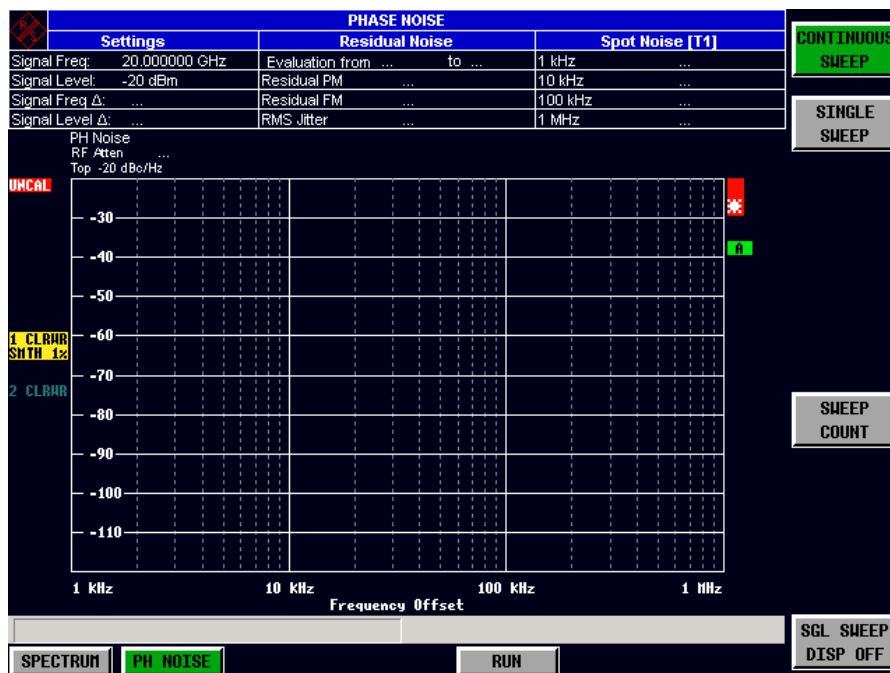 R S
PHASE NOISE
Settings Residual Noise Spot Noise [T1]
Signal Freq: 20.000000 GHz Evaluation from ... to ... 1 kHz ...
Signal Level: -20 dBm Residual PM ... 10 kHz ...
Signal Freq Δ: ... Residual FM ... 100 kHz ...
Signal Level Δ: ... RMS Jitter ... 1 MHz ...
PH Noise
RF Atten ...
Top -20 dBc/Hz
UNCAL
-30
A
-40
-50
1 CLRWR
SMTH 1%
-60
-70
2 CLRWR
-80
-90
-100
-110
1 kHz 10 kHz 100 kHz 1 MHz
Frequency Offset
SPECTRUM PH NOISE RUN
CONTINUOUS
SWEEP
SINGLE
SWEEP
SWEEP
COUNT
SGL SWEEP
DISP OFF